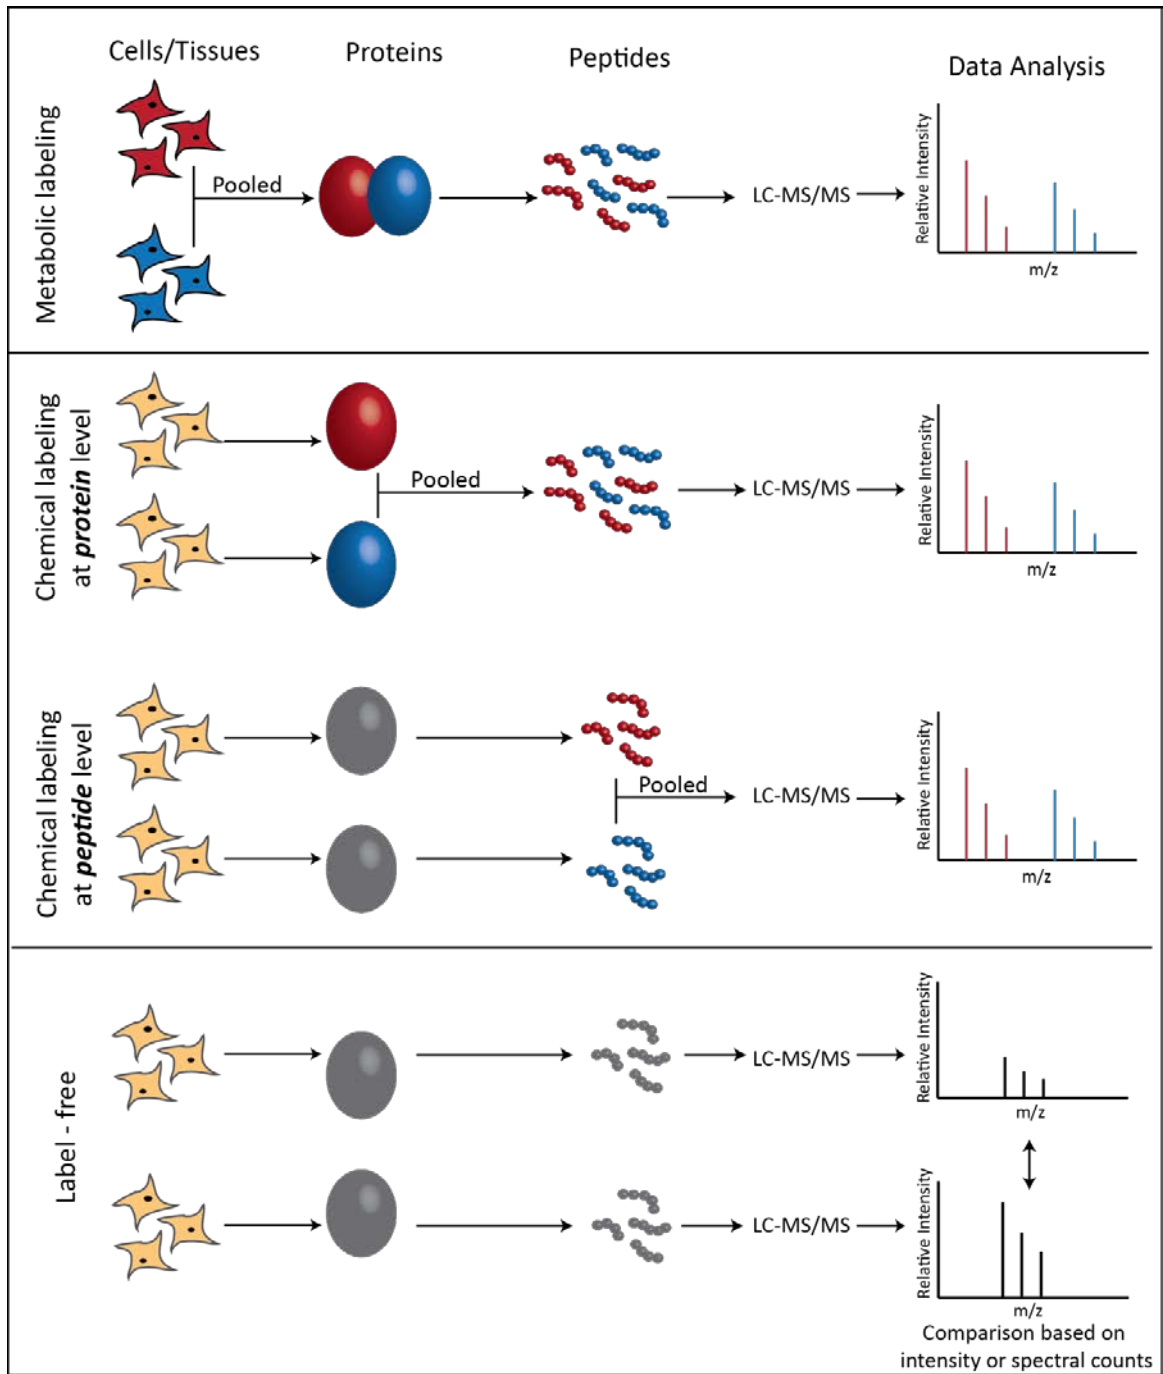 Cells/Tissues
Proteins
Peptides
Data Analysis
Metabolic labeling
Pooled
LC-MS/MS
Relative Intensity
m/z
Chemical labeling
at protein level
Pooled
LC-MS/MS
Relative Intensity
m/z
Chemical labeling
at peptide level
Pooled
LC-MS/MS
Relative Intensity
m/z
Label - free
LC-MS/MS
Relative Intensity
m/z
LC-MS/MS
Relative Intensity
m/z
Comparison based on
intensity or spectral counts